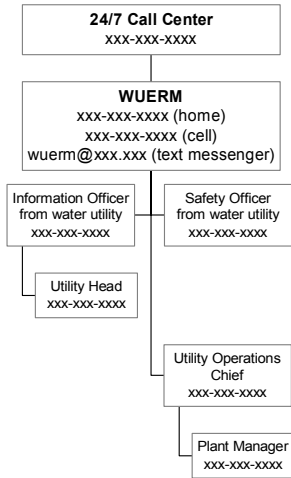 24/7 Call Center
xxx-xxx-xxxx
WUERM
xxx-xxx-xxxx (home)
xxx-xxx-xxxx (cell)
wuerm@xxx.xxx (text messenger)
Information Officer
from water utility
xxx-xxx-xxxx
Safety Officer
from water utility
xxx-xxx-xxxx
Utility Head
xxx-xxx-xxxx
Utility Operations
Chief
xxx-xxx-xxxx
Plant Manager
xxx-xxx-xxxx